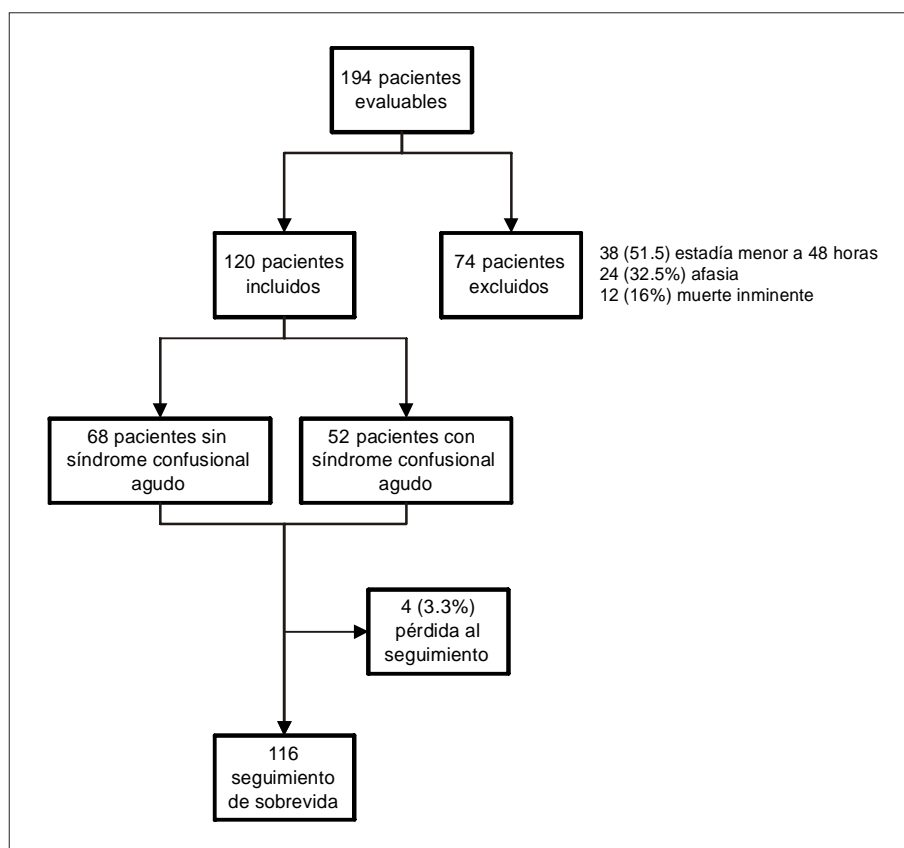 194 pacientes
evaluables
120 pacientes
incluidos
74 pacientes
excluidos
38 (51.5) estadía menor a 48 horas
24 (32.5%) afasia
12 (16%) muerte inminente
68 pacientes sin
síndrome confusional
agudo
52 pacientes con
síndrome confusional
agudo
4 (3.3%)
pérdida al
seguimiento
116
seguimiento
de sobrevida